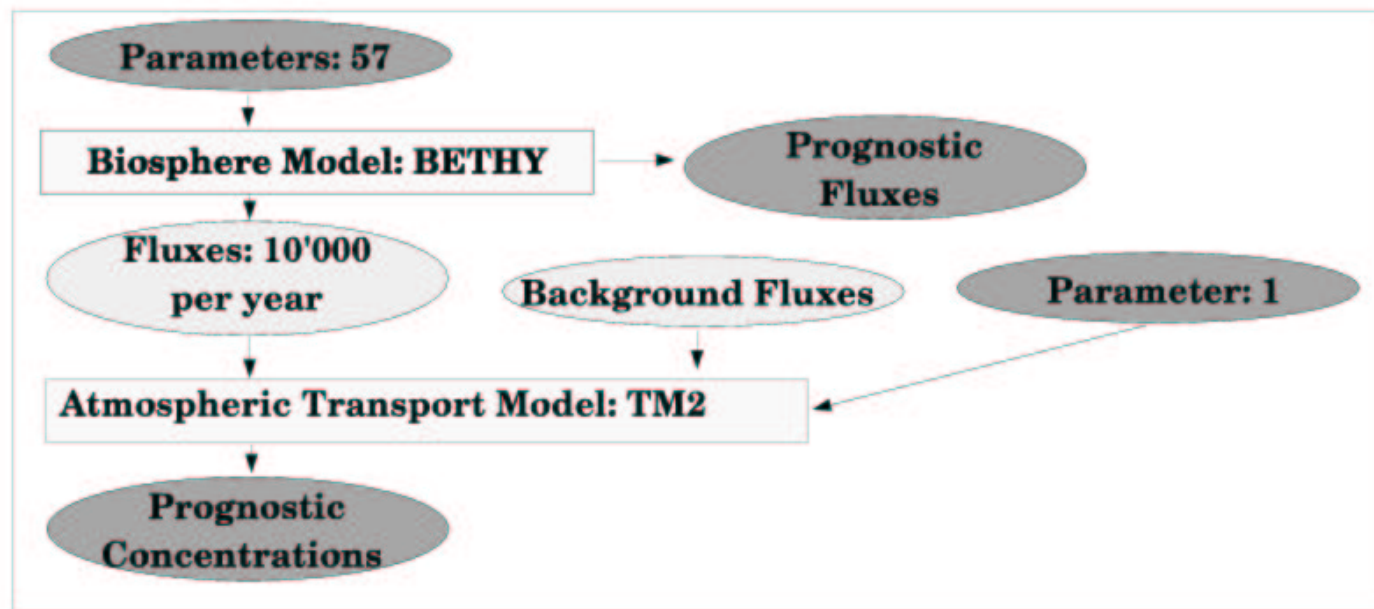 Parameters: 57
Biosphere Model: BETHY
Prognostic
Fluxes
Fluxes: 10'000
per year
Background Fluxes
Parameter: 1
Atmospheric Transport Model: TM2
Prognostic
Concentrations